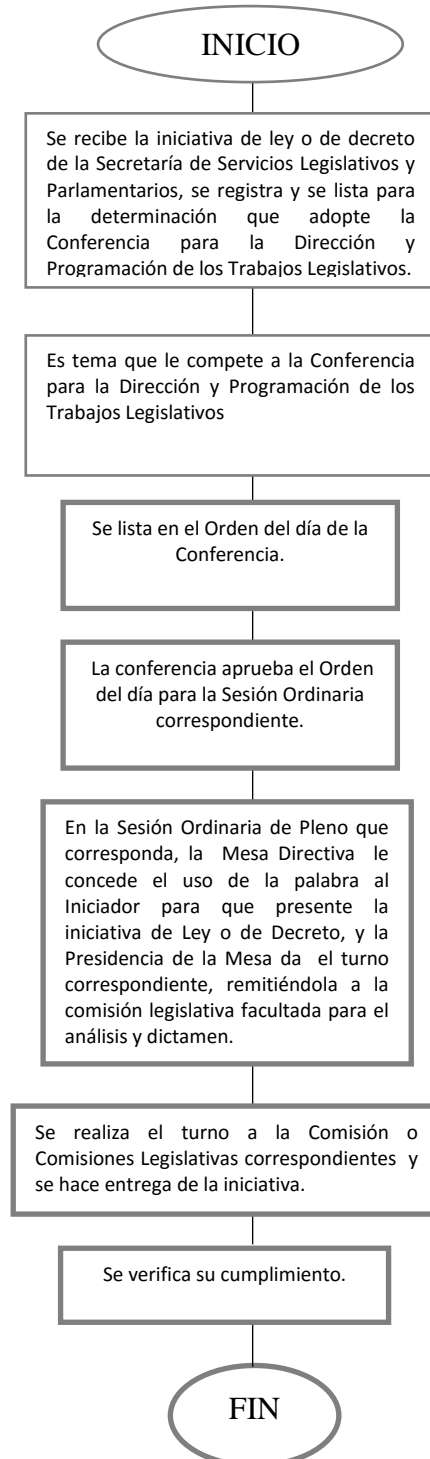 INICIO
Se recibe la iniciativa de ley o de decreto
de la Secretaría de Servicios Legislativos y
Parlamentarios, se registra y se lista para
la determinación que adopte la
Conferencia para la Dirección y
Programación de los Trabajos Legislativos.
Es tema que le compete a la Conferencia
para la Dirección y Programación de los
Trabajos Legislativos
Se lista en el Orden del día de la
Conferencia.
La conferencia aprueba el Orden
del día para la Sesión Ordinaria
correspondiente.
En la Sesión Ordinaria de Pleno que
corresponda, la Mesa Directiva le
concede el uso de la palabra al
Iniciador para que presente la
iniciativa de Ley o de Decreto, y la
Presidencia de la Mesa da el turno
correspondiente, remitiéndola a la
comisión legislativa facultada para el
análisis y dictamen.
Se realiza el turno a la Comisión o
Comisiones Legislativas correspondientes y
se hace entrega de la iniciativa.
Se verifica su cumplimiento.
FIN